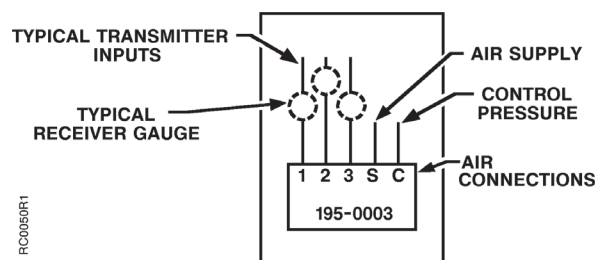 TYPICAL TRANSMITTER
INPUTS
AIR SUPPLY
TYPICAL
RECEIVER GAUGE
CONTROL
PRESSURE
1 2 3 S C
AIR
CONNECTIONS
195-0003
RC0050R1